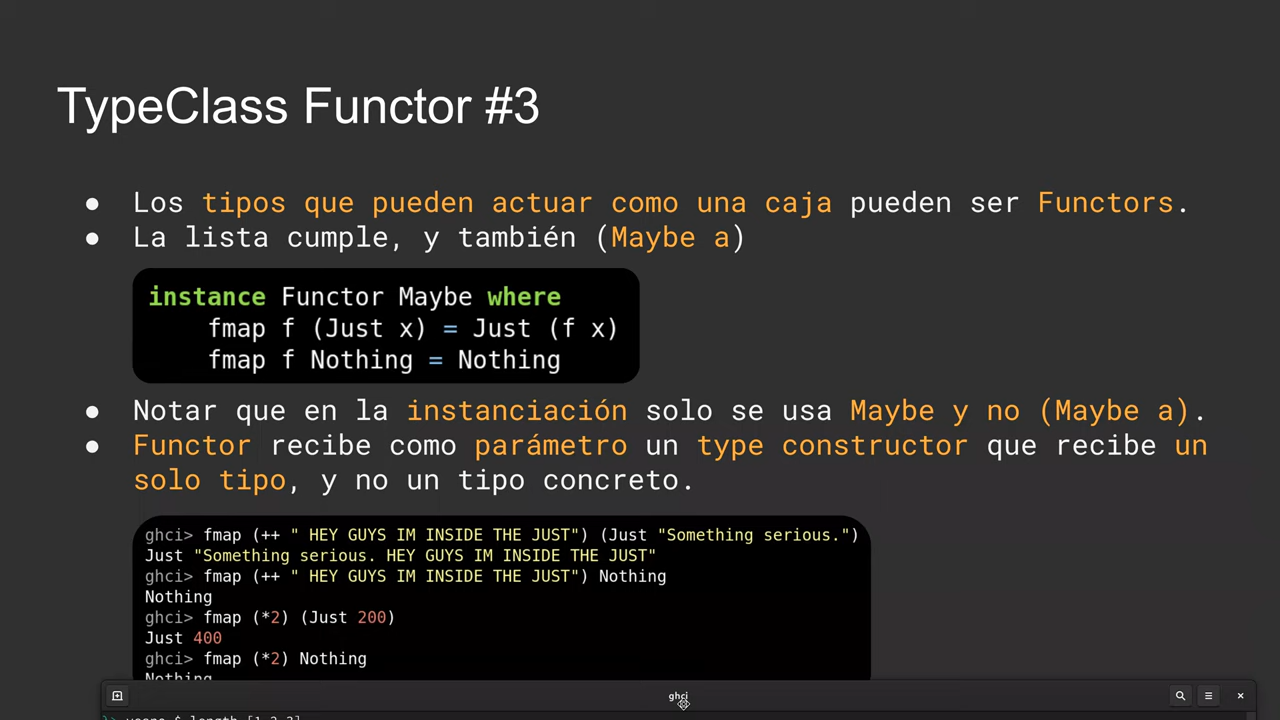 TypeClass Functor #3
● Los tipos que pueden actuar como una caja pueden ser Functors.
● La lista cumple, y también (Maybe a)
instance Functor Maybe where
    fmap f (Just x) = Just (f x)
    fmap f Nothing = Nothing
● Notar que en la instanciación solo se usa Maybe y no (Maybe a).
● Functor recibe como parámetro un type constructor que recibe un
solo tipo, y no un tipo concreto.
ghci> fmap (++ " HEY GUYS IM INSIDE THE JUST") (Just "Something serious.")
Just "Something serious. HEY GUYS IM INSIDE THE JUST"
ghci> fmap (++ " HEY GUYS IM INSIDE THE JUST") Nothing
Nothing
ghci> fmap (*2) (Just 200)
Just 400
ghci> fmap (*2) Nothing
Nothing
ghci
$ length [1,2,3]